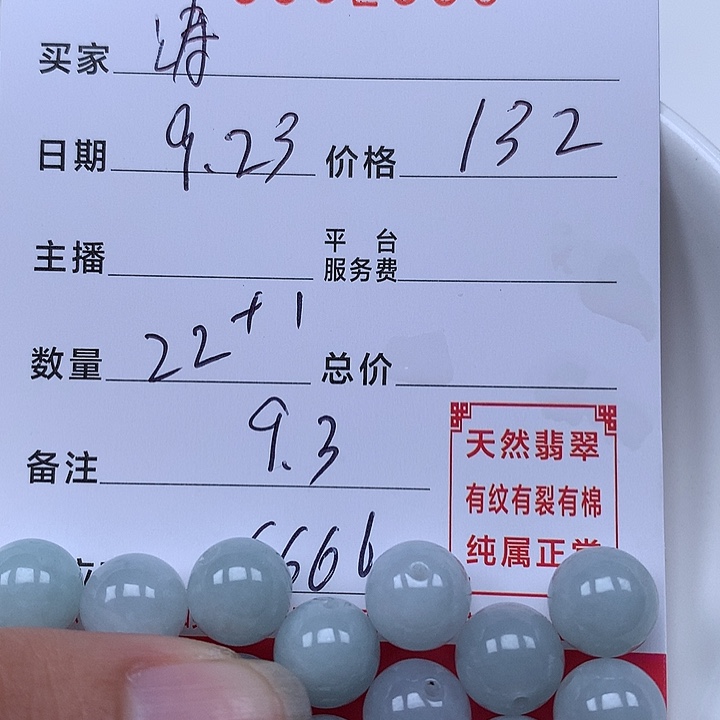 买家 涛
日期 9.23 价格 132
主播
平台
服务费
数量 22+1 总价
备注 9.3
天然翡翠
有纹有裂有棉
纯属正常
6666